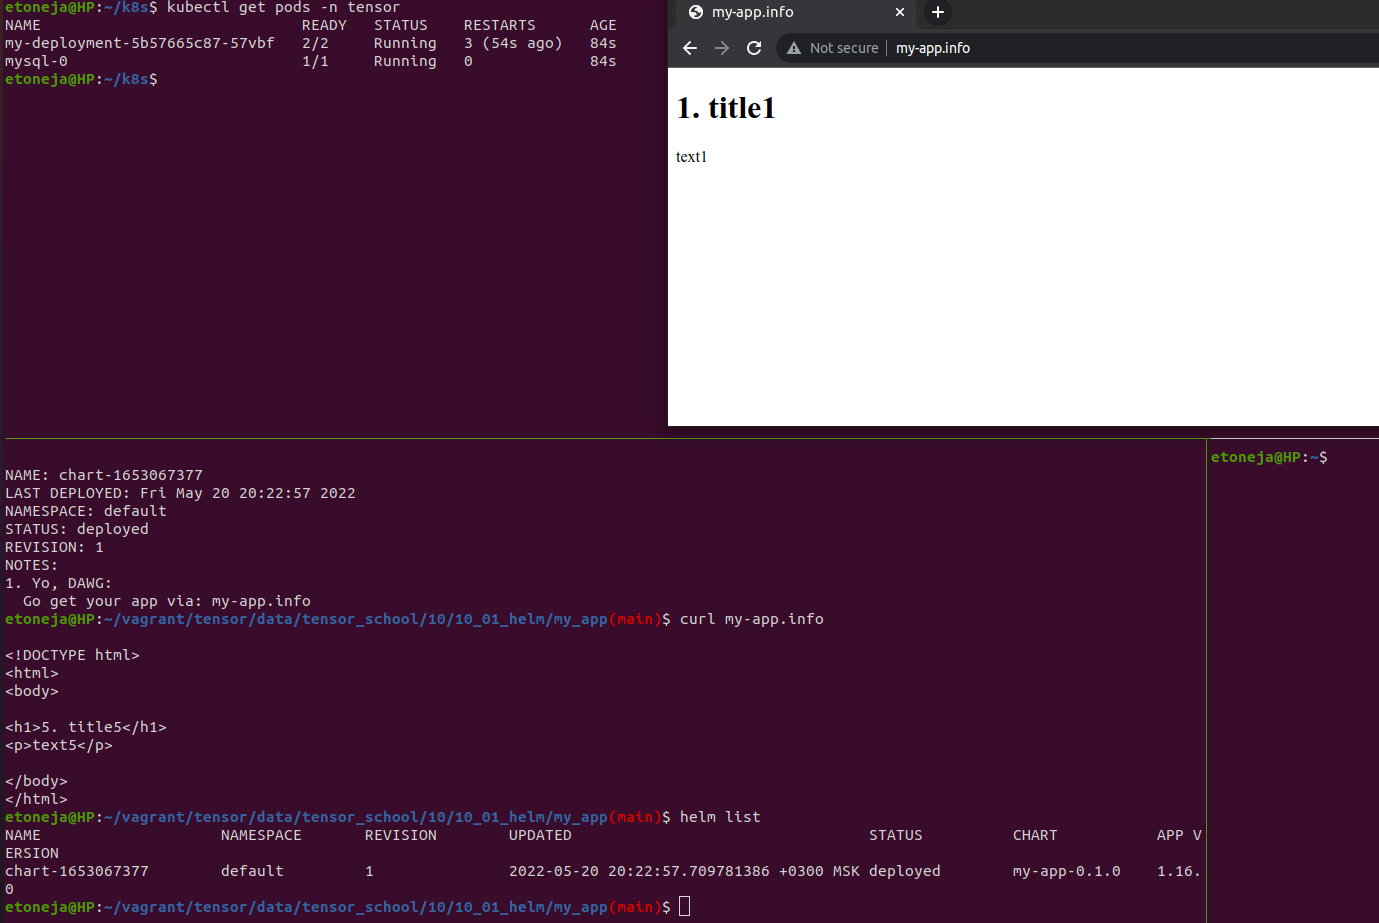 etoneja@HP:~/k8s$ kubectl get pods -n tensor
NAME READY STATUS RESTARTS AGE
my-deployment-5b57665c87-57vbf 2/2 Running 3 (54s ago) 84s
mysql-0 1/1 Running 0 84s
etoneja@HP:~/k8s$
my-app.info
Not secure my-app.info
1. title1
text1
NAME: chart-1653067377
LAST DEPLOYED: Fri May 20 20:22:57 2022
NAMESPACE: default
STATUS: deployed
REVISION: 1
NOTES:
1. Yo, DAWG:
Go get your app via: my-app.info
etoneja@HP:~/vagrant/tensor/data/tensor_school/10/10_01_helm/my_app(main)$ curl my-app.info
<!DOCTYPE html>
<html>
<body>
<h1>5. title5</h1>
<p>text5</p>
</body>
</html>
etoneja@HP:~/vagrant/tensor/data/tensor_school/10/10_01_helm/my_app(main)$ helm list
NAME NAMESPACE REVISION UPDATED STATUS CHART APP V
ERSION
chart-1653067377 default 1 2022-05-20 20:22:57.709781386 +0300 MSK deployed my-app-0.1.0 1.16.
0
etoneja@HP:~/vagrant/tensor/data/tensor_school/10/10_01_helm/my_app(main)$
etoneja@HP:~$